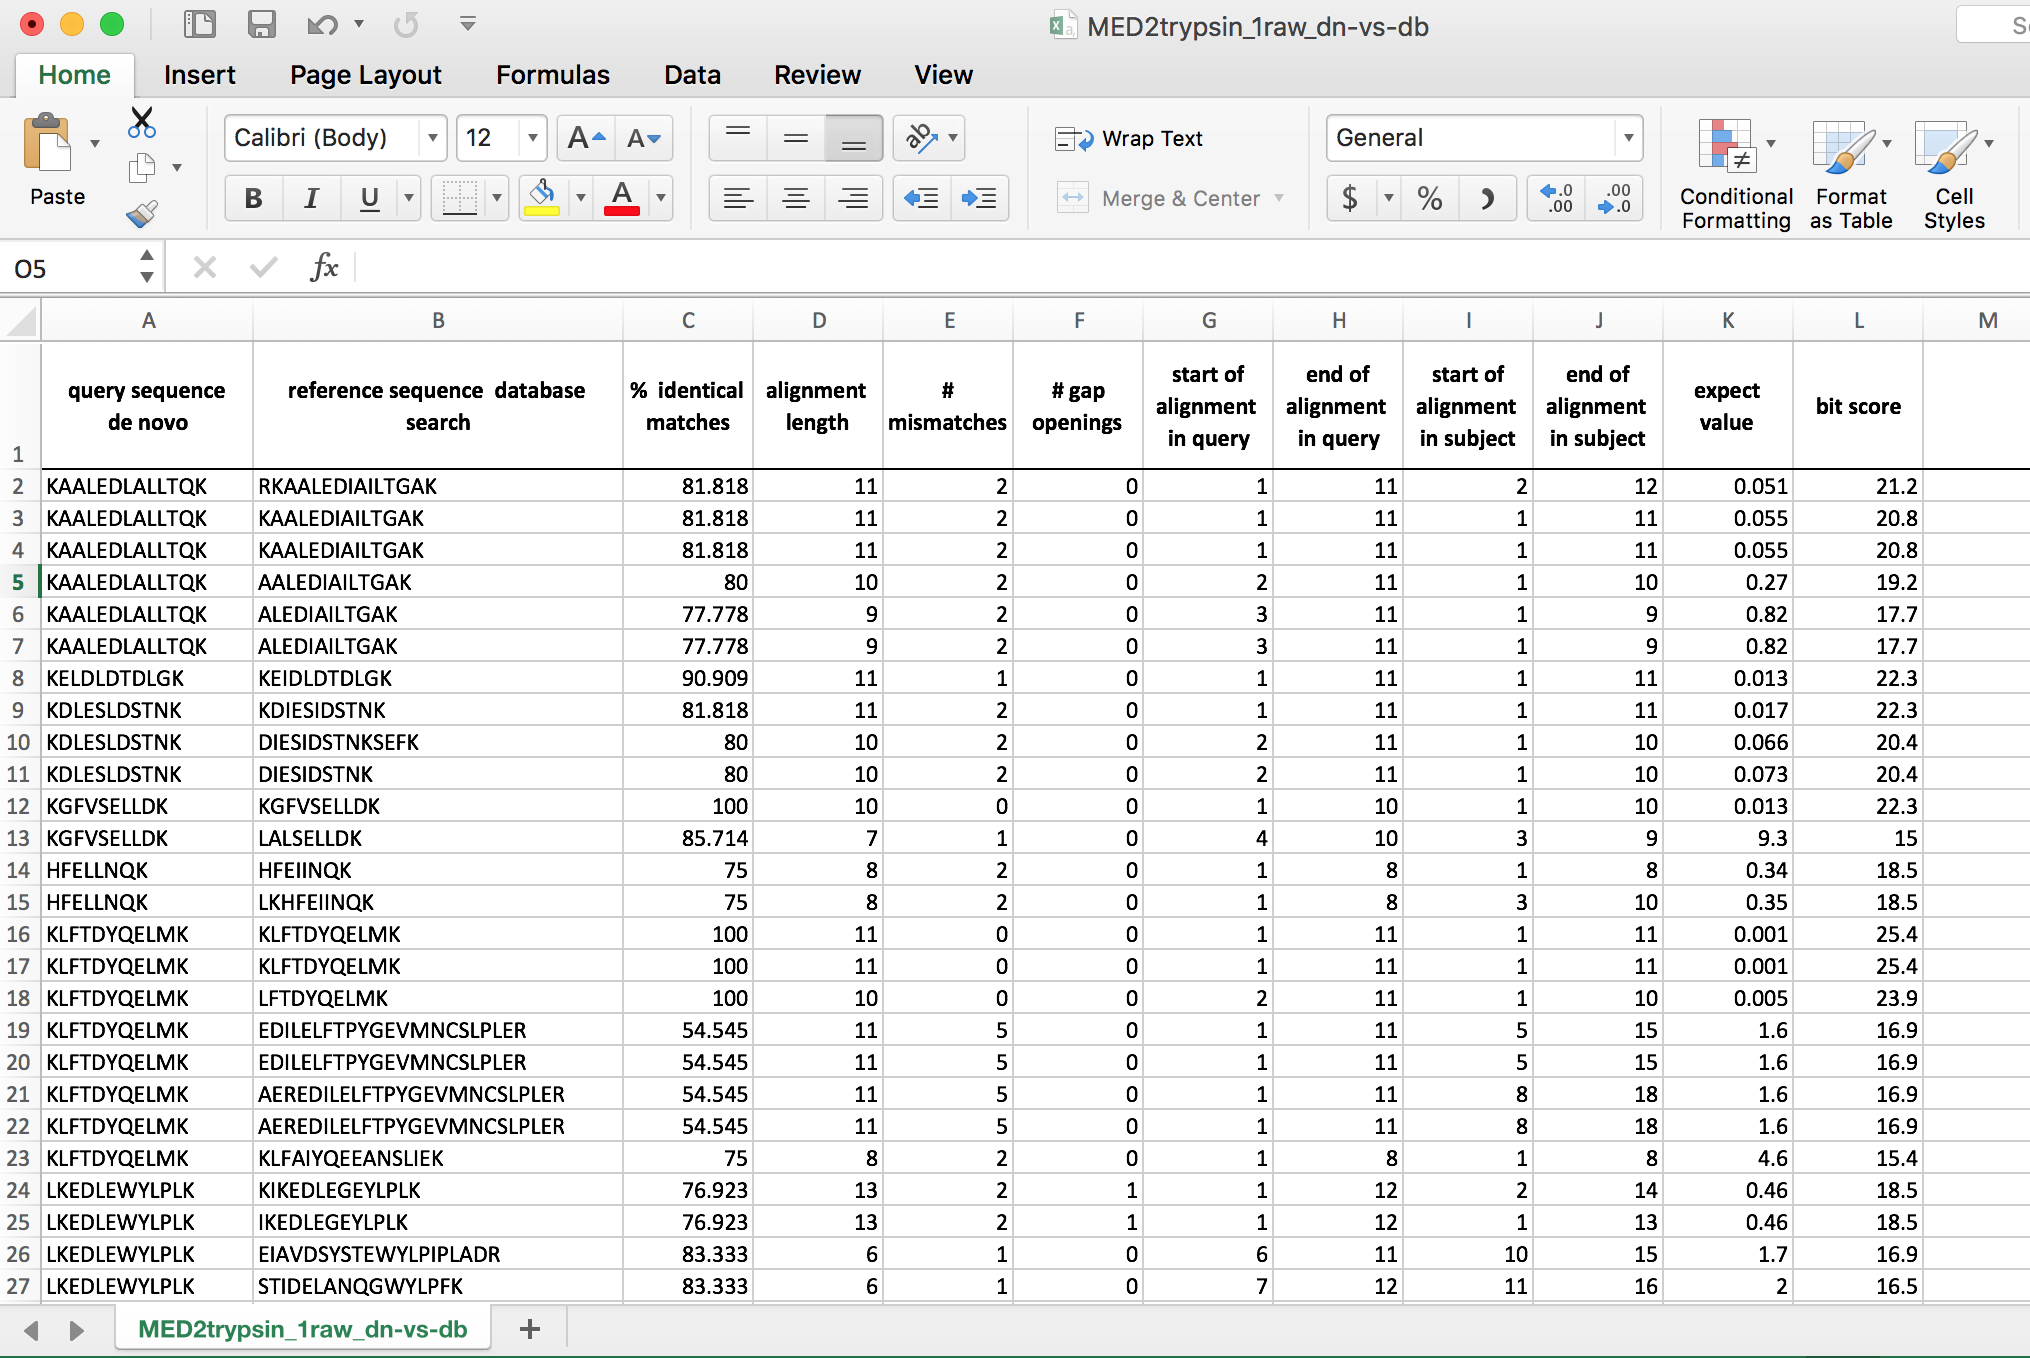 MED2trypsin_1raw_dn-vs-db
Home Insert Page Layout Formulas Data Review View
Paste
Calibri (Body) 12 A A
B I U A
ab
Wrap Text
Merge & Center
General
$ % .0 .00 .00 .0
Conditional Formatting
Format as Table
Cell Styles
O5 fx
A B C D E F G H I J K L M
1 query sequence de novo reference sequence database search % identical matches alignment length # mismatches # gap openings start of alignment in query end of alignment in query start of alignment in subject end of alignment in subject expect value bit score
2 KAALEDLALLTQK RKAALEDIAILTGAK 81.818 11 2 0 1 11 2 12 0.051 21.2
3 KAALEDLALLTQK KAALEDIAILTGAK 81.818 11 2 0 1 11 1 11 0.055 20.8
4 KAALEDLALLTQK KAALEDIAILTGAK 81.818 11 2 0 1 11 1 11 0.055 20.8
5 KAALEDLALLTQK AALEDIAILTGAK 80 10 2 0 2 11 1 10 0.27 19.2
6 KAALEDLALLTQK ALEDIAILTGAK 77.778 9 2 0 3 11 1 9 0.82 17.7
7 KAALEDLALLTQK ALEDIAILTGAK 77.778 9 2 0 3 11 1 9 0.82 17.7
8 KELDLDTDLGK KEIDLDTDLGK 90.909 11 1 0 1 11 1 11 0.013 22.3
9 KDLESLDSTNK KDIESIDSTNK 81.818 11 2 0 1 11 1 11 0.017 22.3
10 KDLESLDSTNK DIESIDSTNKSEFK 80 10 2 0 2 11 1 10 0.066 20.4
11 KDLESLDSTNK DIESIDSTNK 80 10 2 0 2 11 1 10 0.073 20.4
12 KGFVSELLDK KGFVSELLDK 100 10 0 0 1 10 1 10 0.013 22.3
13 KGFVSELLDK LALSELLDK 85.714 7 1 0 4 10 3 9 9.3 15
14 HFELLNQK HFEIINQK 75 8 2 0 1 8 1 8 0.34 18.5
15 HFELLNQK LKHFEIINQK 75 8 2 0 1 8 3 10 0.35 18.5
16 KLFTDYQELMK KLFTDYQELMK 100 11 0 0 1 11 1 11 0.001 25.4
17 KLFTDYQELMK KLFTDYQELMK 100 11 0 0 1 11 1 11 0.001 25.4
18 KLFTDYQELMK LFTDYQELMK 100 10 0 0 2 11 1 10 0.005 23.9
19 KLFTDYQELMK EDILELFTPYGEVMNCSLPLER 54.545 11 5 0 1 11 5 15 1.6 16.9
20 KLFTDYQELMK EDILELFTPYGEVMNCSLPLER 54.545 11 5 0 1 11 5 15 1.6 16.9
21 KLFTDYQELMK AEREDILELFTPYGEVMNCSLPLER 54.545 11 5 0 1 11 8 18 1.6 16.9
22 KLFTDYQELMK AEREDILELFTPYGEVMNCSLPLER 54.545 11 5 0 1 11 8 18 1.6 16.9
23 KLFTDYQELMK KLFAIYQEEANSLIEK 75 8 2 0 1 8 1 8 4.6 15.4
24 LKEDLEWYLPLK KIKEDLEGEYLPLK 76.923 13 2 1 1 12 2 14 0.46 18.5
25 LKEDLEWYLPLK IKEDLEGEYLPLK 76.923 13 2 1 1 12 1 13 0.46 18.5
26 LKEDLEWYLPLK EIAVDSYSTEWYLPIPLADR 83.333 6 1 0 6 11 10 15 1.7 16.9
27 LKEDLEWYLPLK STIDELANQGWYLPFK 83.333 6 1 0 7 12 11 16 2 16.5
MED2trypsin_1raw_dn-vs-db +